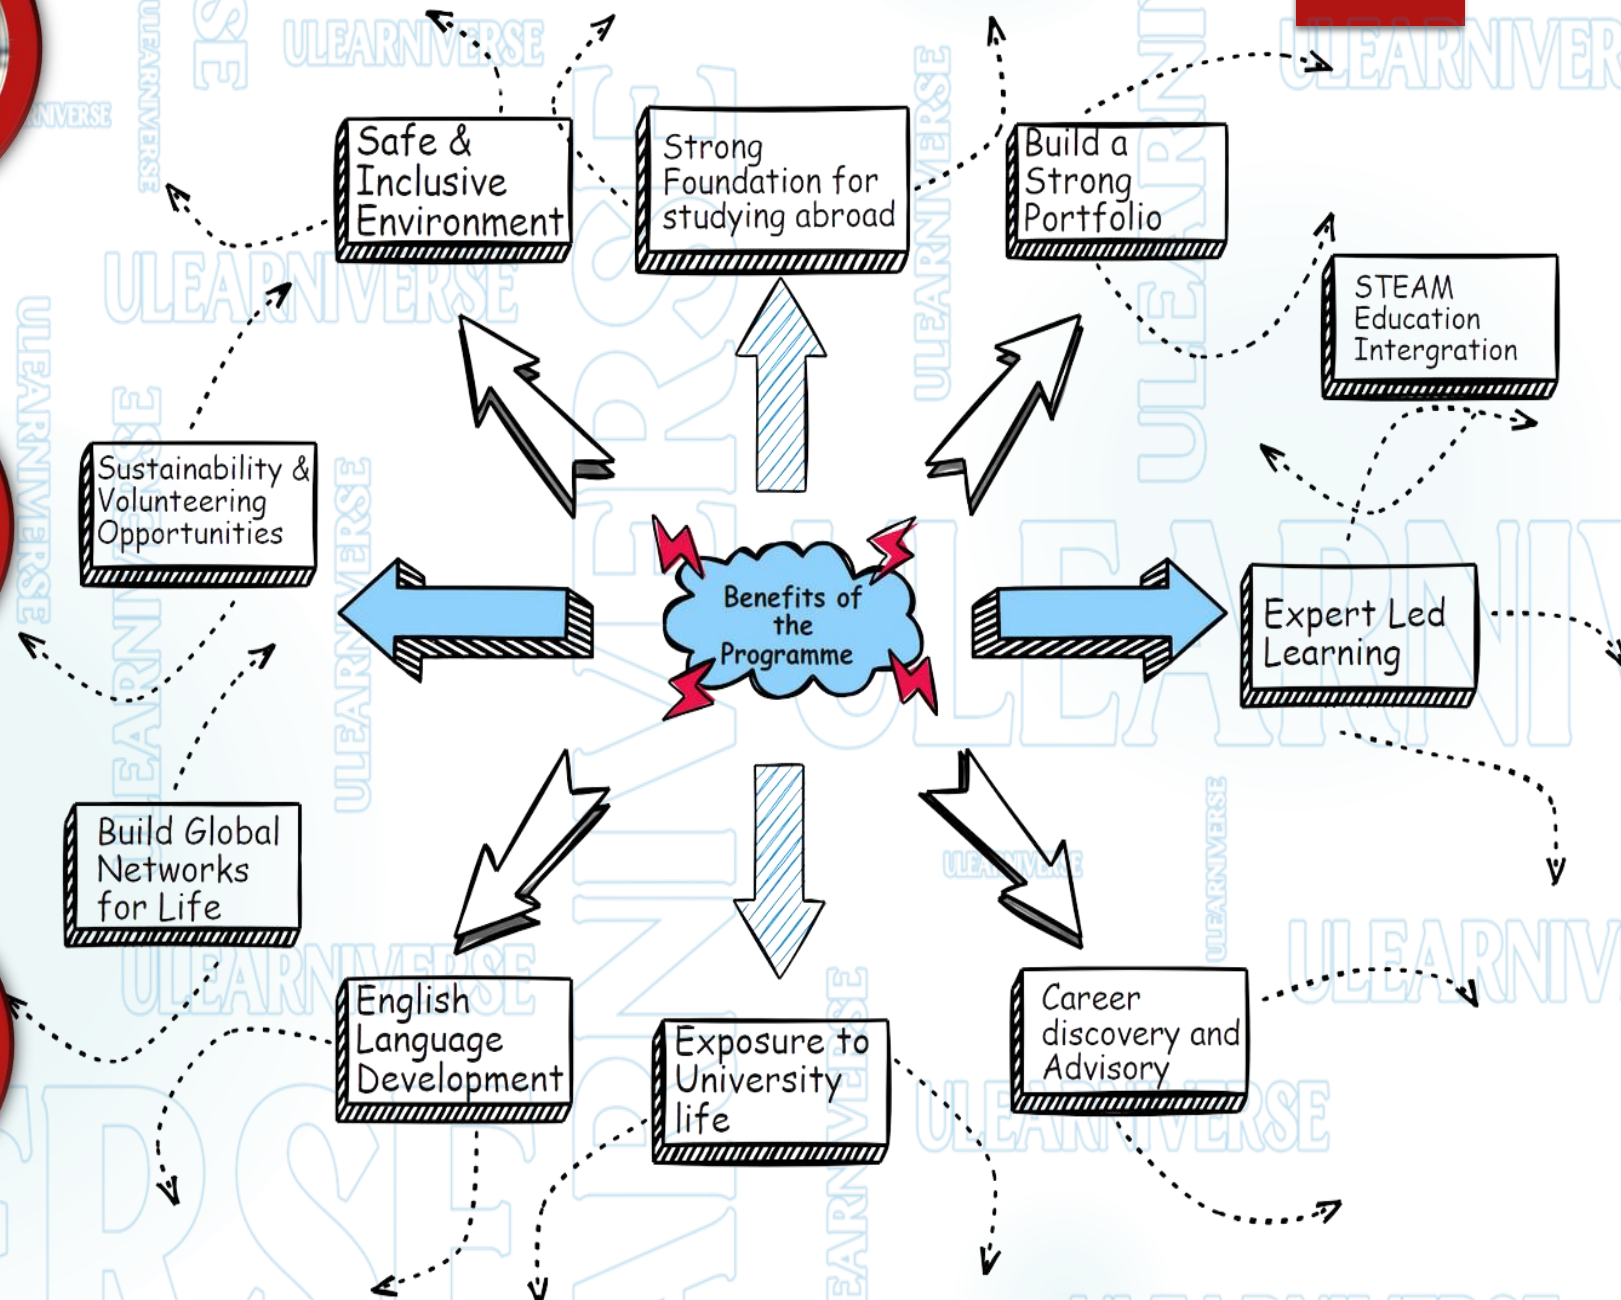 ULEARNIVERSE
Safe &
Inclusive
Environment
Strong
Foundation for
studying abroad
Build a
Strong
Portfolio
STEAM
Education
Intergration
Sustainability &
Volunteering
Opportunities
Benefits of
the
Programme
Expert Led
Learning
Build Global
Networks
for Life
English
Language
Development
Exposure to
University
life
Career
discovery and
Advisory